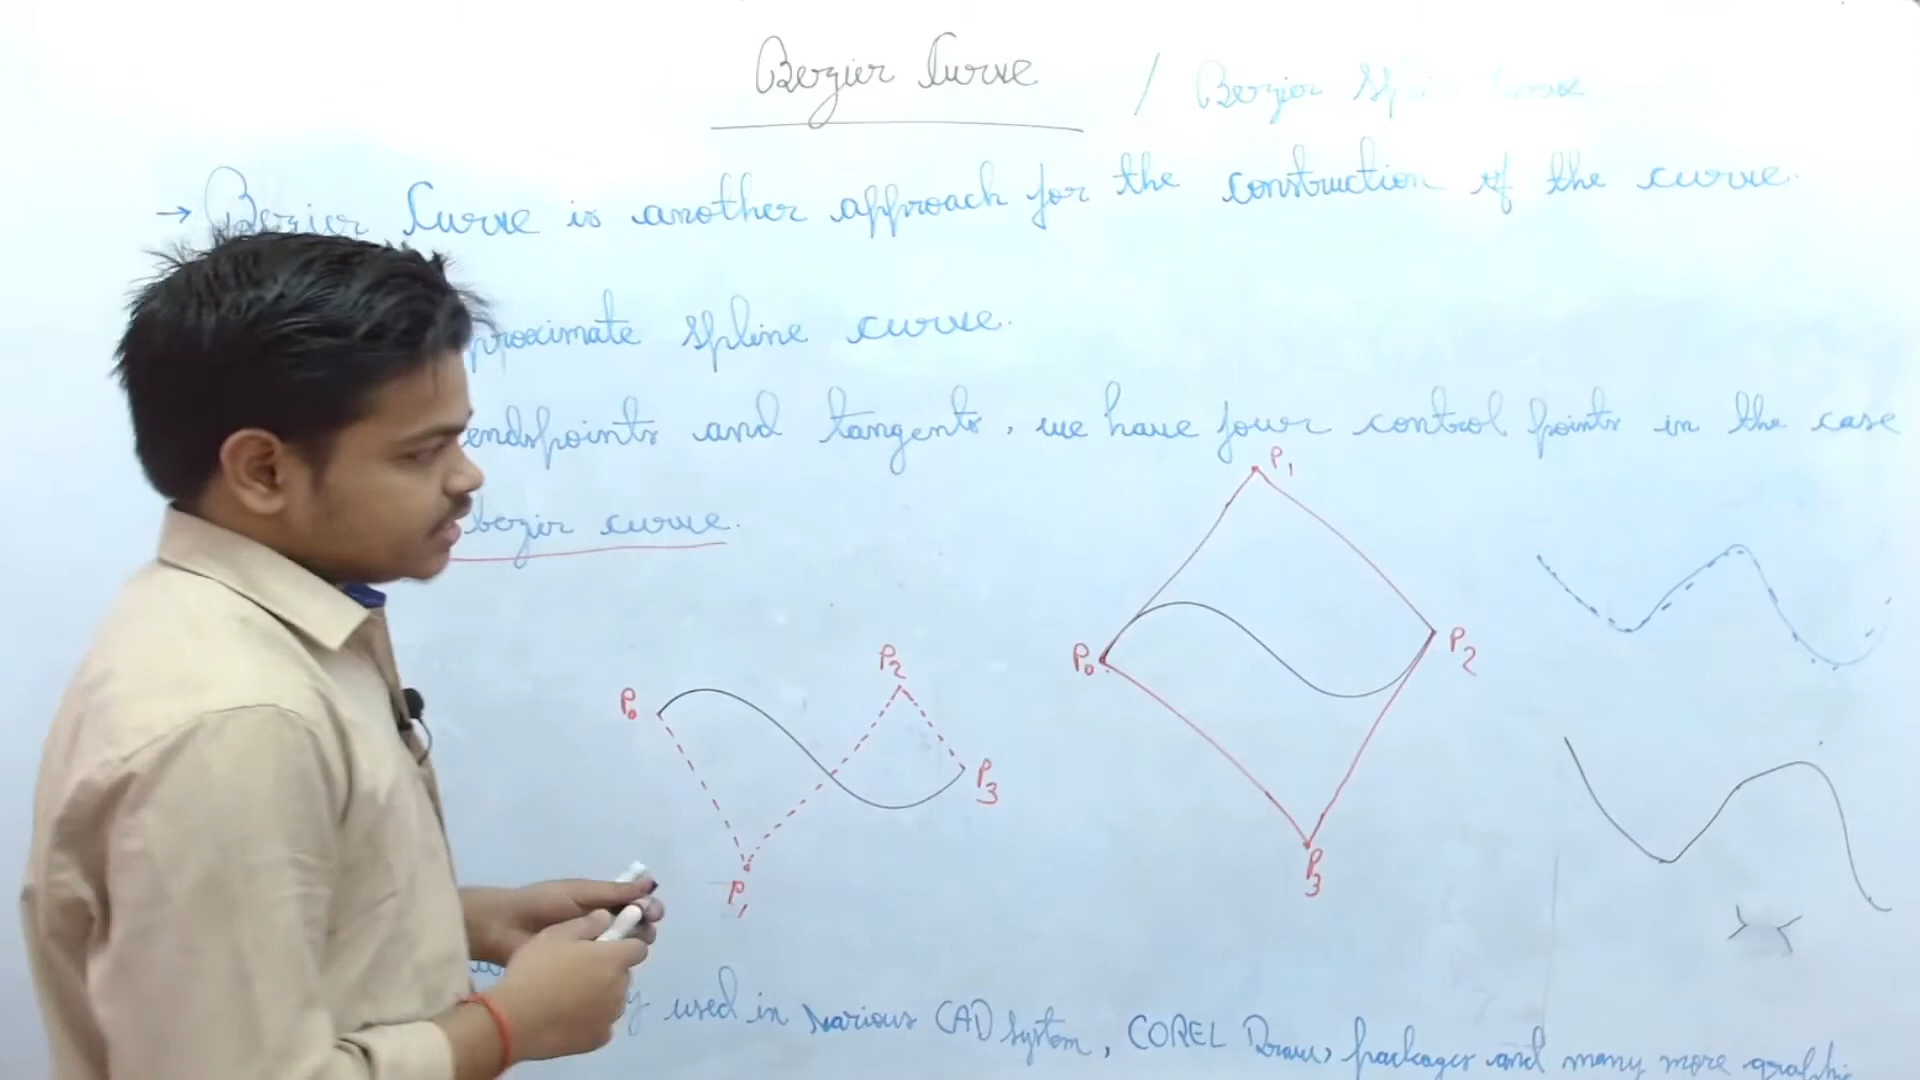 Bezier Curve / Bezier
→ Bezier Curve is another approach for the construction of the curve.
proximate spline curve.
endpoints and tangents, we have four control points in the case
bezir curve.
P0 P1 P2 P3
P0 P1 P2 P3
y used in various CAD system, COREL Draw, packages and many more graphic